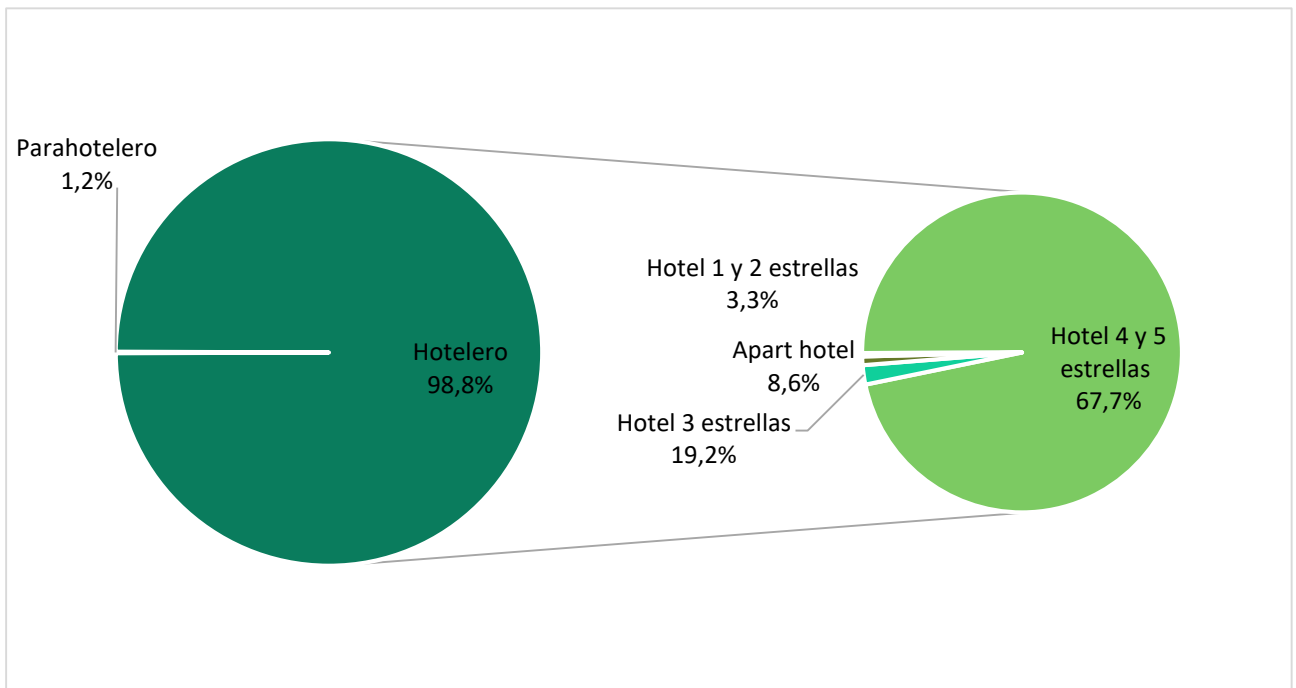 Parahotelero
1,2%
Hotelero
98,8%
Hotel 1 y 2 estrellas
3,3%
Apart hotel
8,6%
Hotel 3 estrellas
19,2%
Hotel 4 y 5
estrellas
67,7%